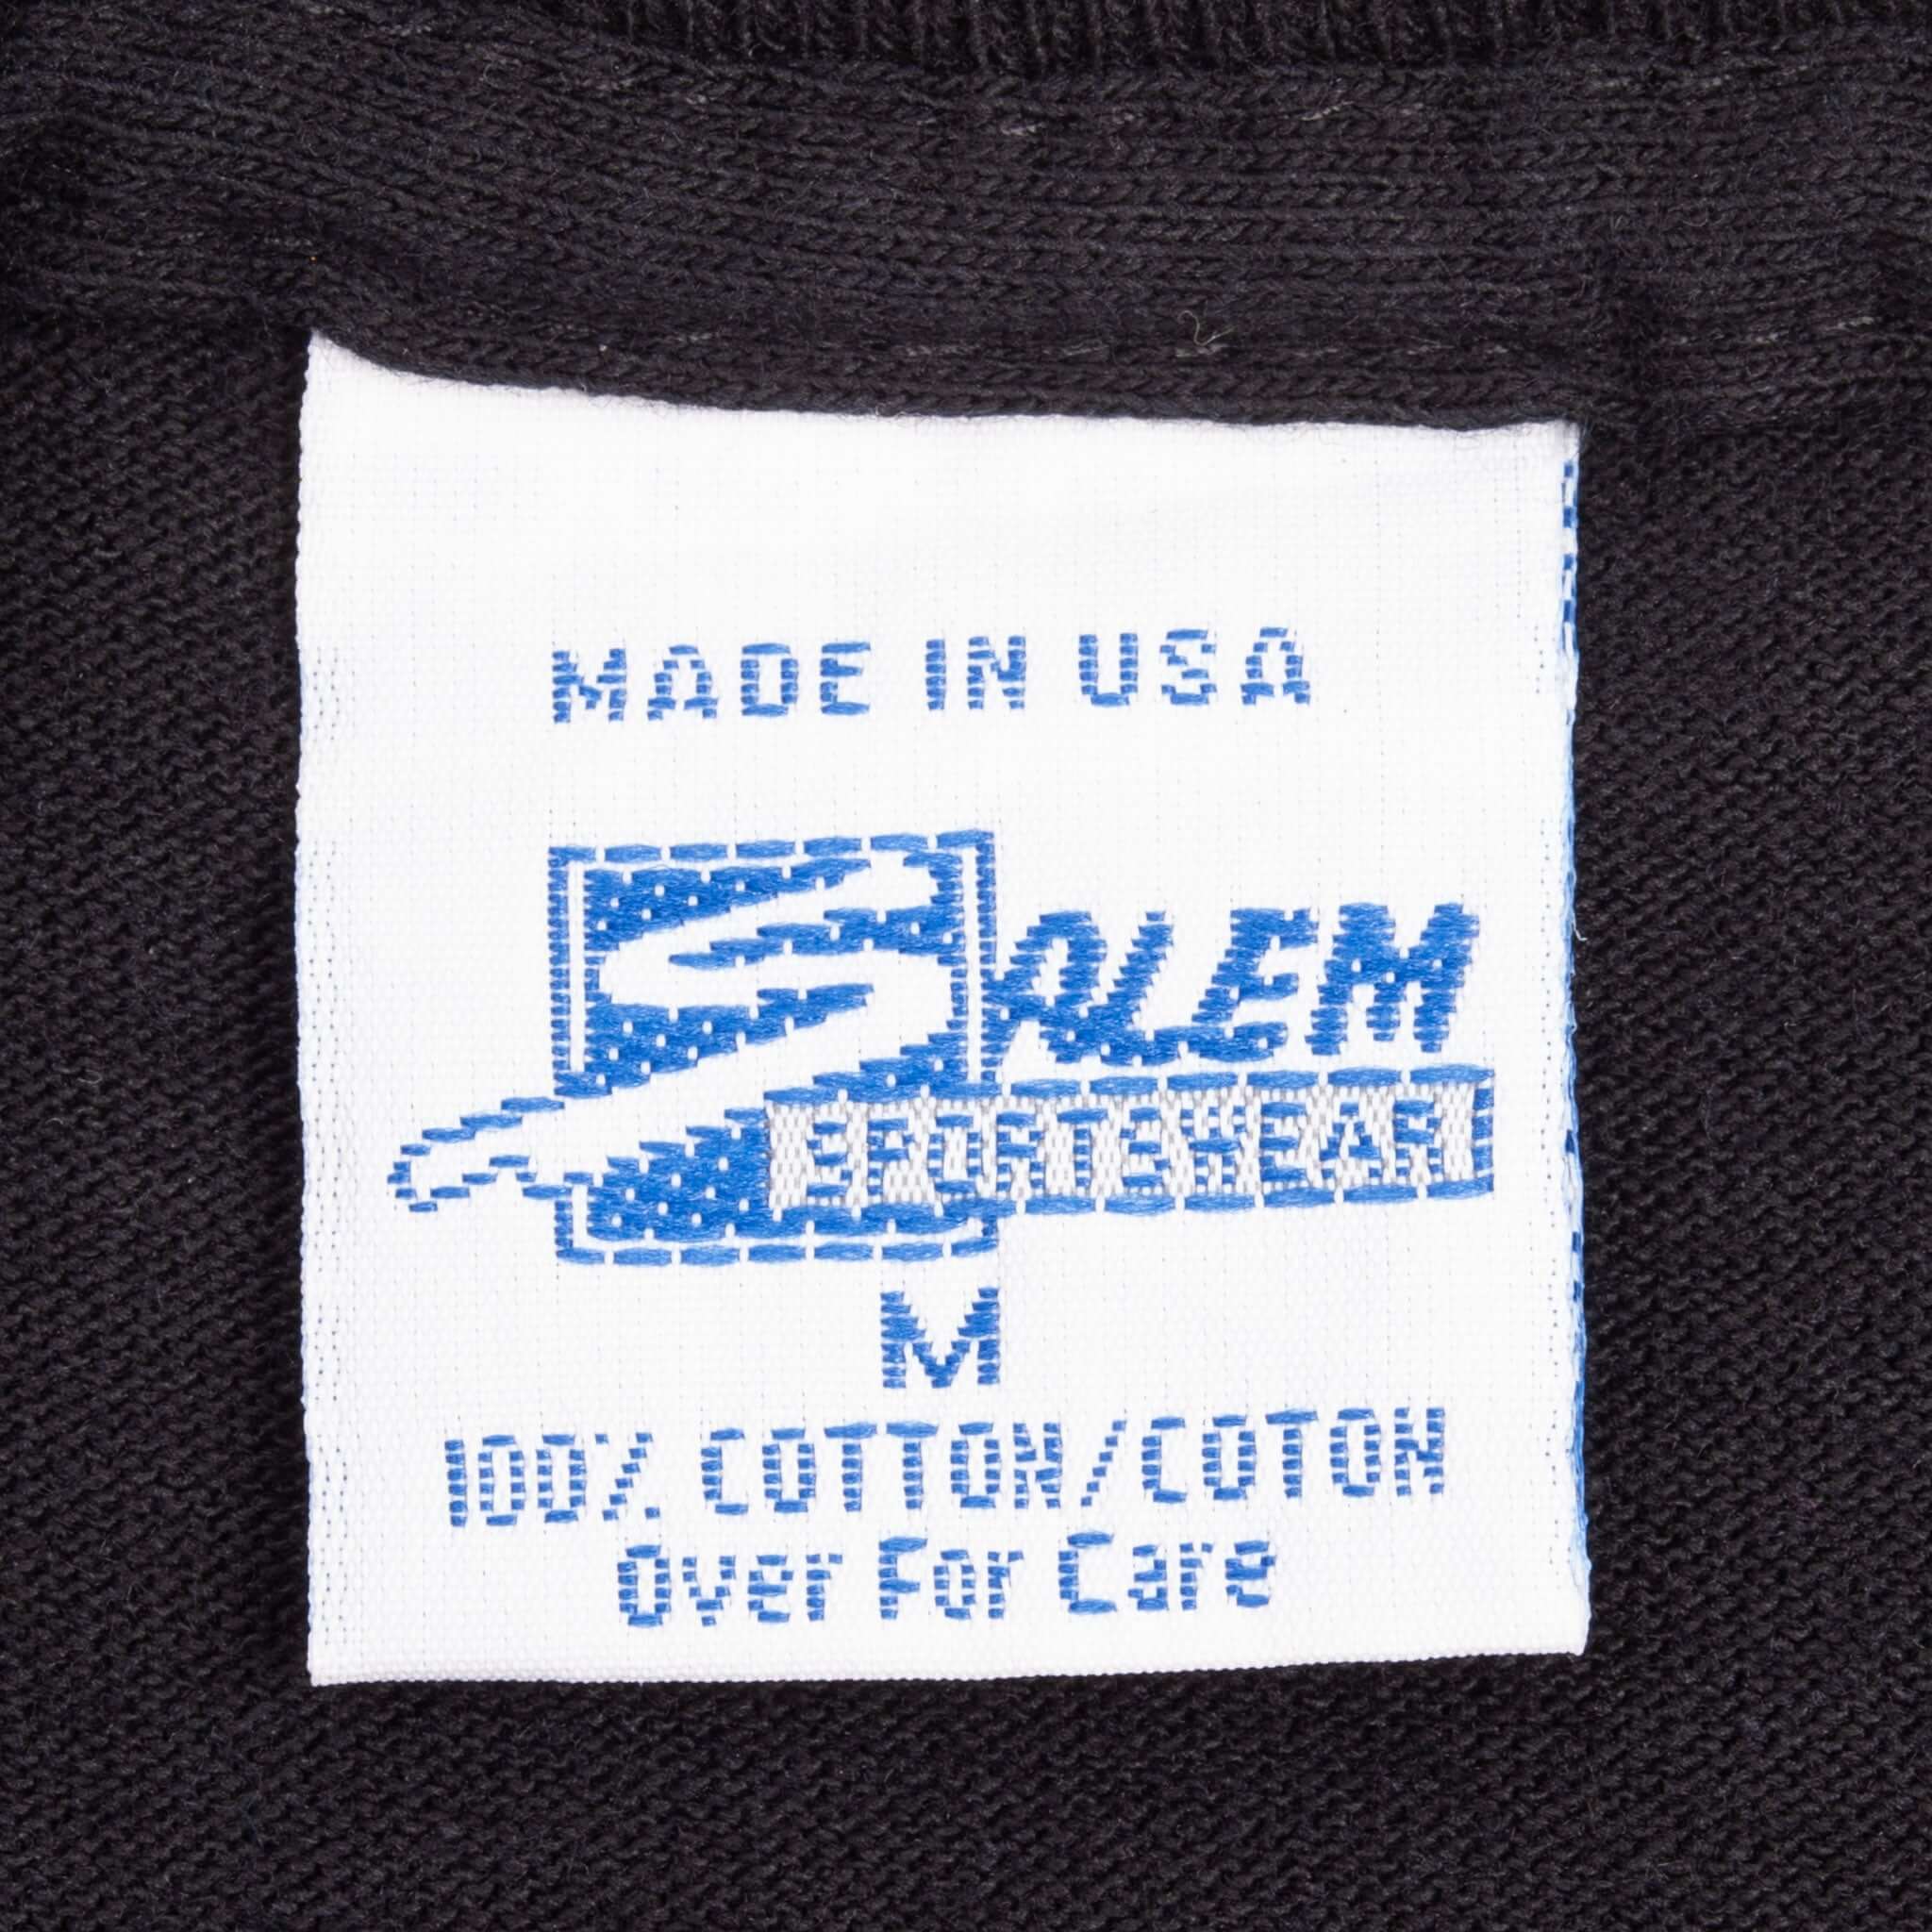 MADE IN USA
SALEM
SPORTSWEAR
M
100% COTTON/COTON
Over For Care